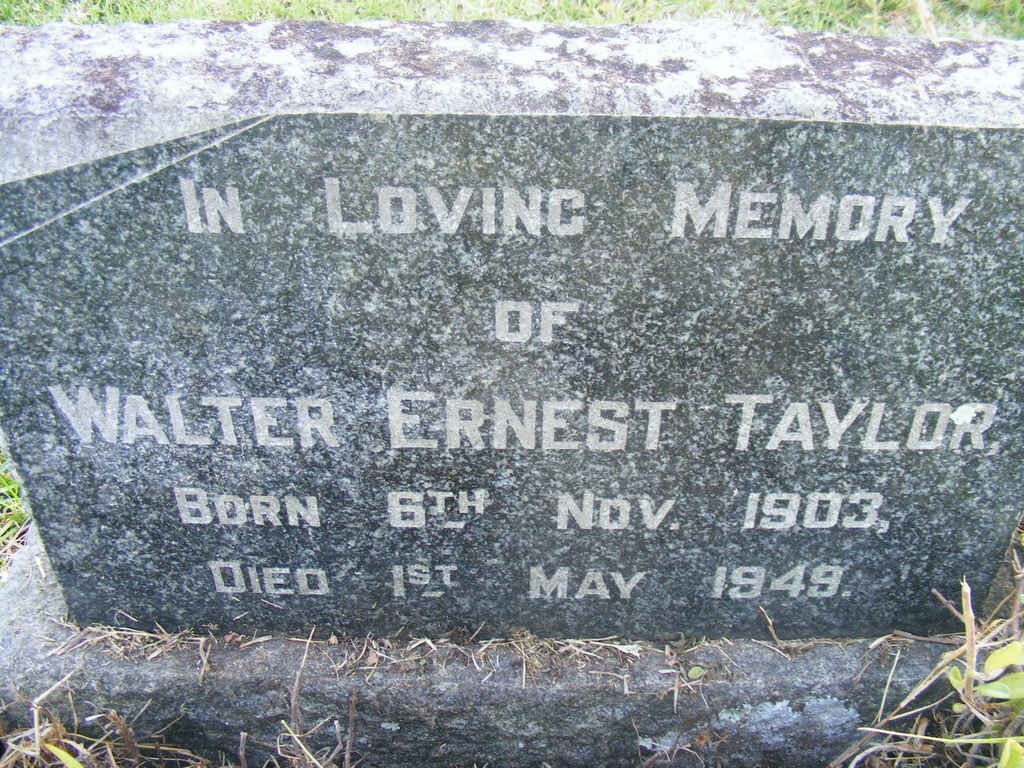 IN LOVING MEMORY
OF
WALTER ERNEST TAYLOR,
BORN 6TH NOV. 1903,
DIED 1ST MAY 1949.